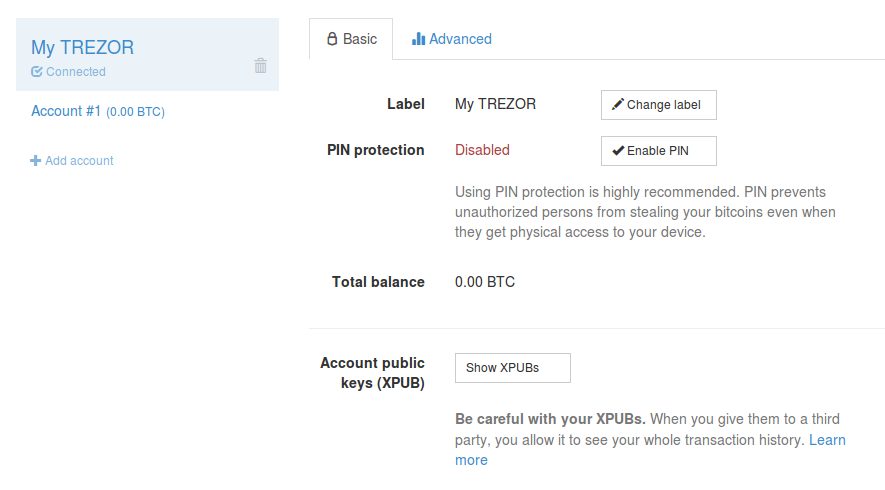 My TREZOR
Connected
Account #1 (0.00 BTC)
Add account
Basic
Advanced
Label
My TREZOR
Change label
PIN protection
Disabled
Enable PIN
Using PIN protection is highly recommended. PIN prevents
unauthorized persons from stealing your bitcoins even when
they get physical access to your device.
Total balance
0.00 BTC
Account public
keys (XPUB)
Show XPUBs
Be careful with your XPUBs. When you give them to a third
party, you allow it to see your whole transaction history. Learn
more